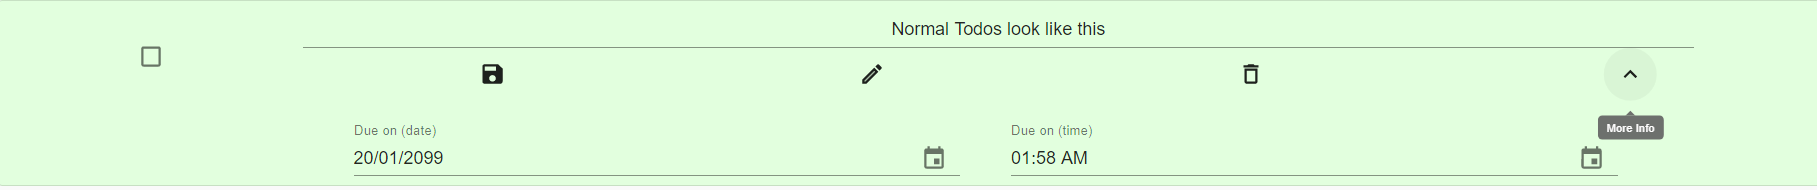 Normal Todos look like this
More Info
Due on (date)
Due on (time)
20/01/2099
01:58 AM